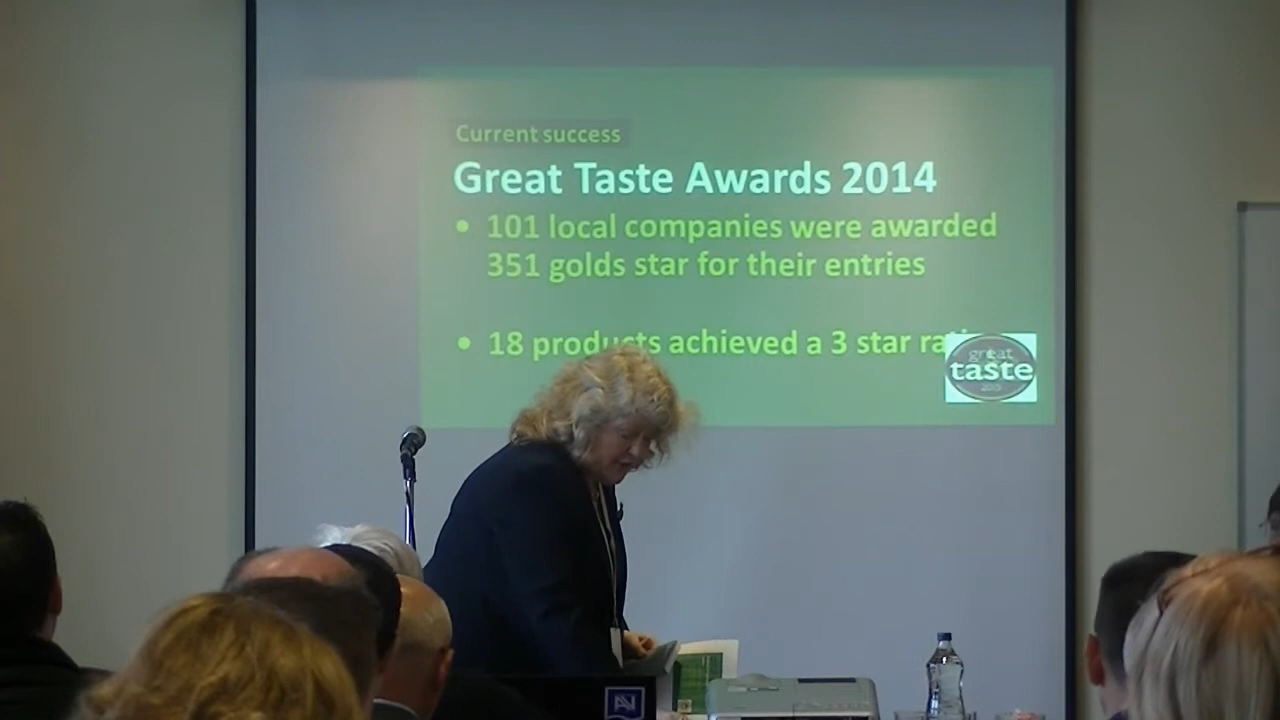 Current success
Great Taste Awards 2014
• 101 local companies were awarded
351 golds star for their entries
• 18 products achieved a 3 star
great
taste